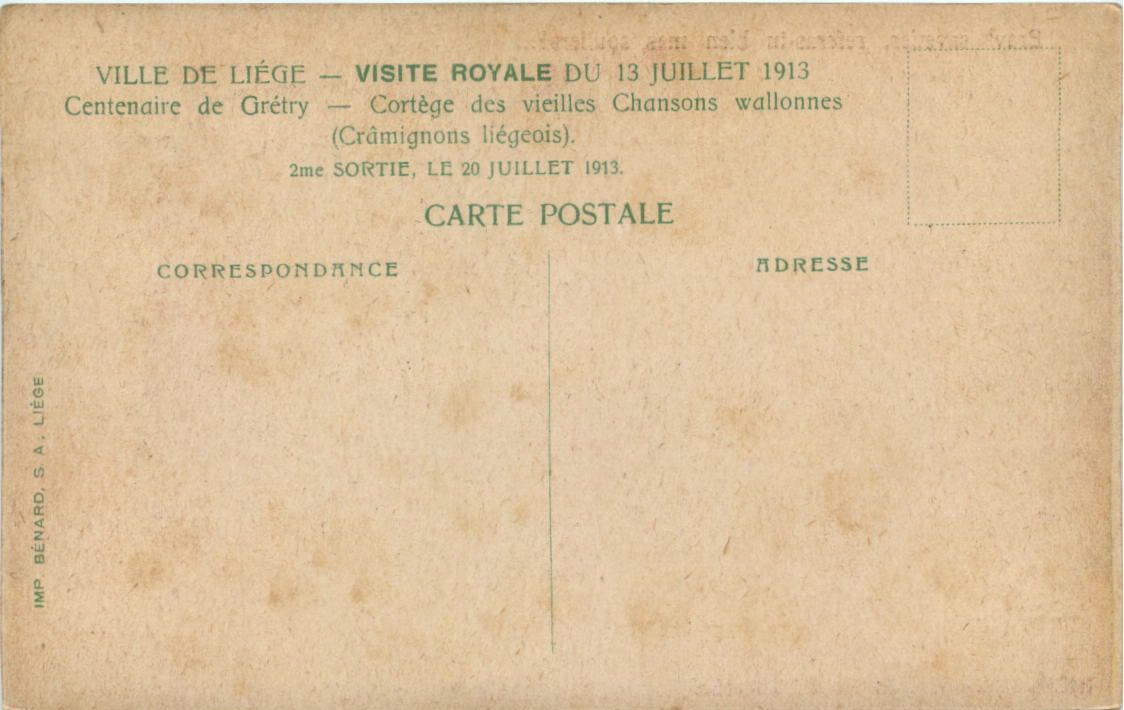 VILLE DE LIÉGE — VISITE ROYALE DU 13 JUILLET 1913
Centenaire de Grétry — Cortège des vieilles Chansons wallonnes
(Crâmignons liégeois).
2me SORTIE, LE 20 JUILLET 1913.
CARTE POSTALE
CORRESPONDANCE
ADRESSE
IMP. BÉNARD, S. A., LIÉGE